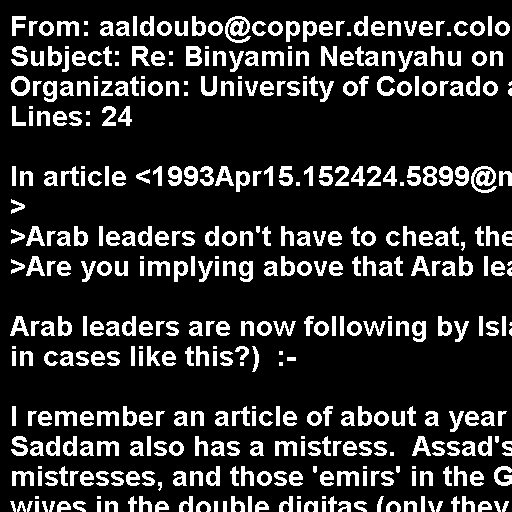 From: aaldoubo@copper.denver.colo
Subject: Re: Binyamin Netanyahu on
Organization: University of Colorado a
Lines: 24

In article <1993Apr15.152424.5899@n
>
>Arab leaders don't have to cheat, the
>Are you implying above that Arab lea

Arab leaders are now following by Isla
in cases like this?)  :-

I remember an article of about a year
Saddam also has a mistress.  Assad's
mistresses, and those 'emirs' in the G
wives in the double digitas (only they